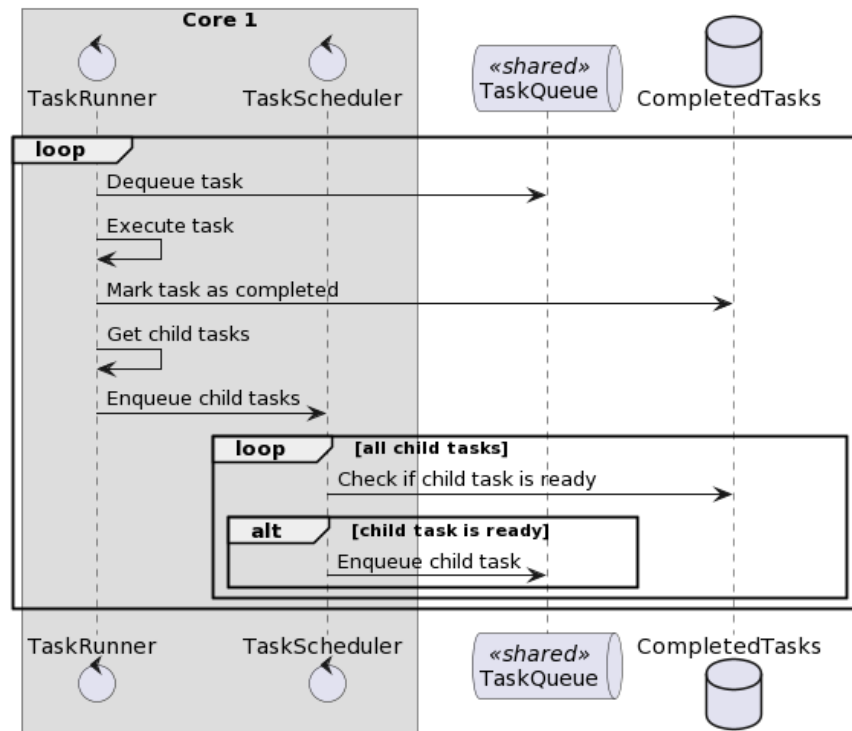 Core 1
TaskRunner
TaskScheduler
«shared»
TaskQueue
CompletedTasks
loop
Dequeue task
Execute task
Mark task as completed
Get child tasks
Enqueue child tasks
loop [all child tasks]
Check if child task is ready
alt [child task is ready]
Enqueue child task
TaskRunner
TaskScheduler
«shared»
TaskQueue
CompletedTasks